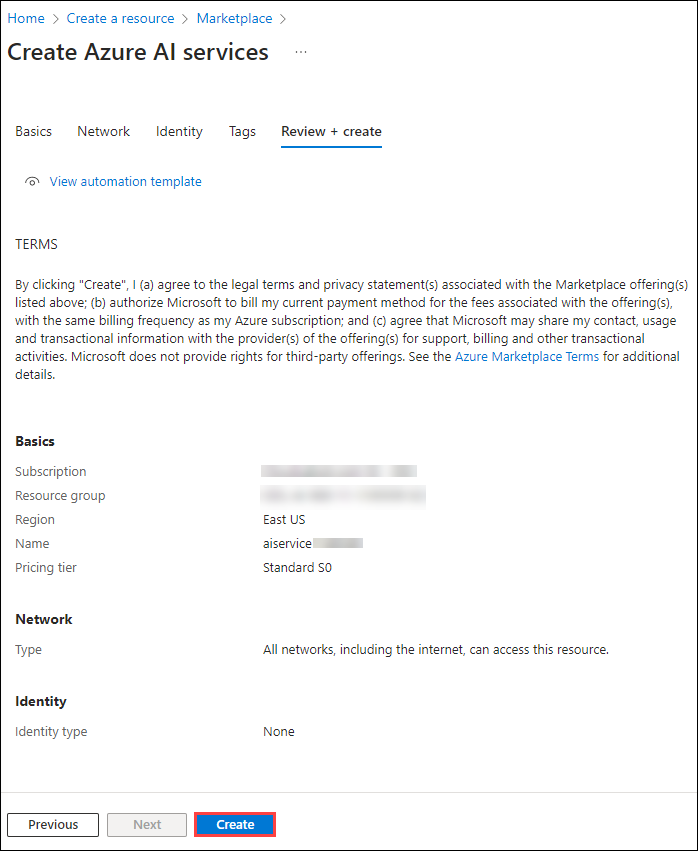 Home > Create a resource > Marketplace >
Create Azure AI services ...
Basics Network Identity Tags Review + create
View automation template
TERMS
By clicking "Create", I (a) agree to the legal terms and privacy statement(s) associated with the Marketplace offering(s)
listed above; (b) authorize Microsoft to bill my current payment method for the fees associated with the offering(s),
with the same billing frequency as my Azure subscription; and (c) agree that Microsoft may share my contact, usage
and transactional information with the provider(s) of the offering(s) for support, billing and other transactional
activities. Microsoft does not provide rights for third-party offerings. See the Azure Marketplace Terms for additional
details.
Basics
Subscription
Resource group
Region East US
Name aiservice
Pricing tier Standard S0
Network
Type All networks, including the internet, can access this resource.
Identity
Identity type None
Previous Next Create